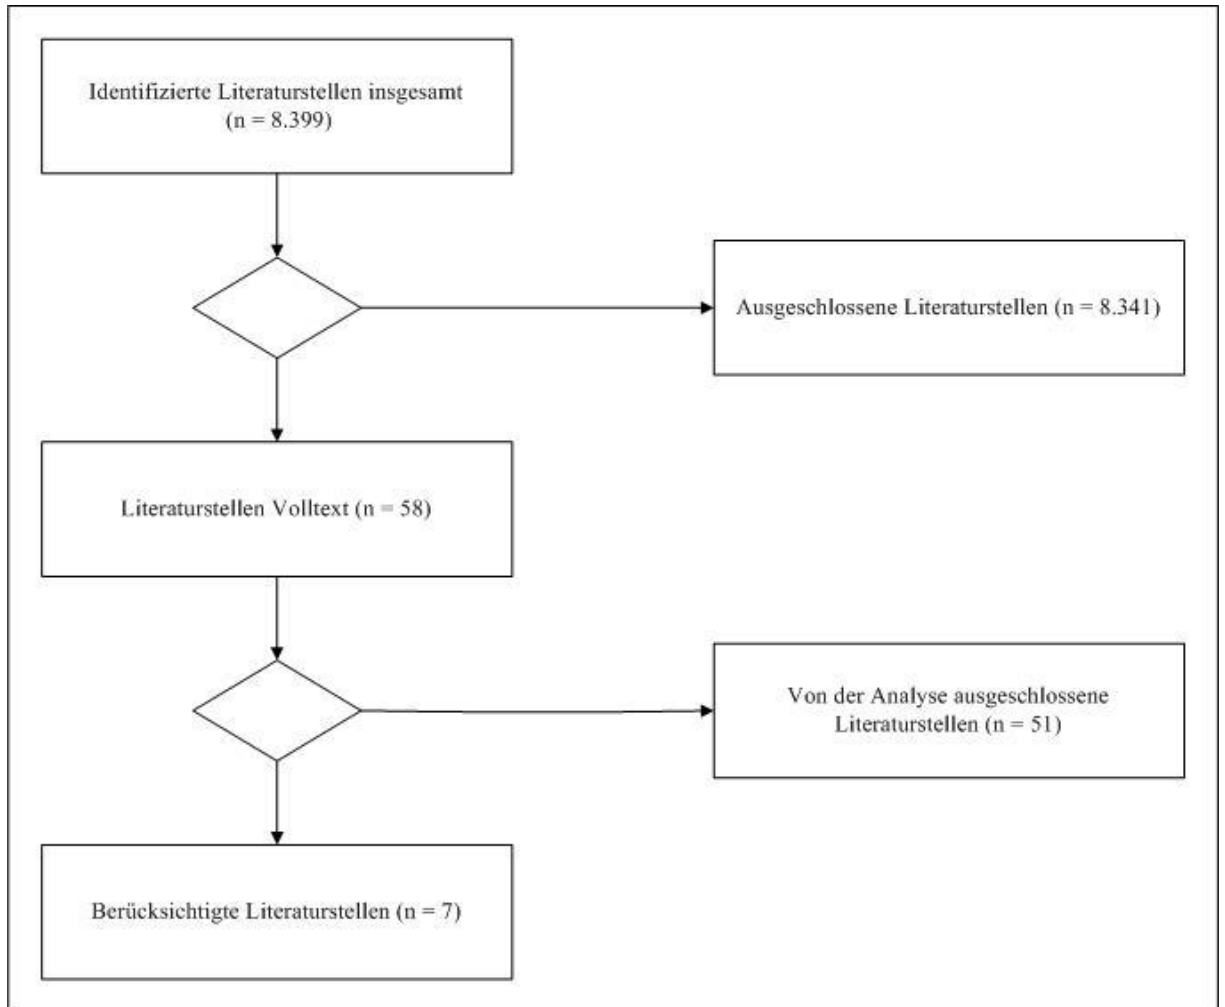 Identifizierte Literaturstellen insgesamt
(n = 8.399)
Ausgeschlossene Literaturstellen (n = 8.341)
Literaturstellen Volltext (n = 58)
Von der Analyse ausgeschlossene
Literaturstellen (n = 51)
Berücksichtigte Literaturstellen (n = 7)